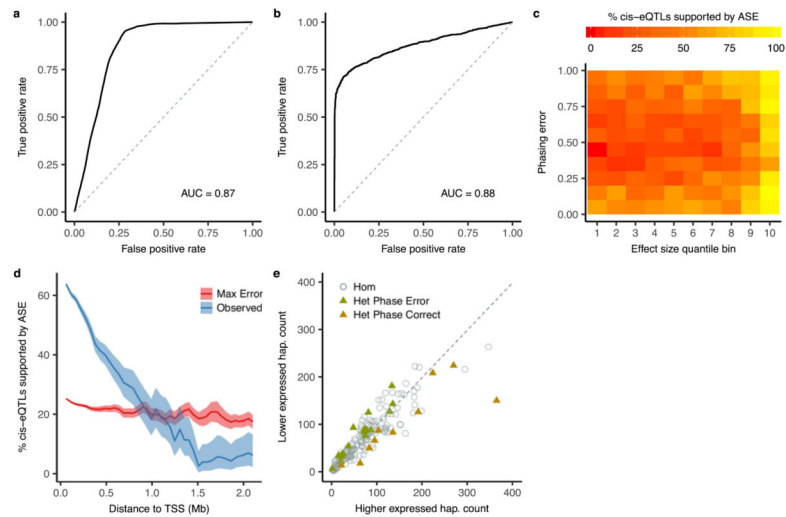 a
True positive rate
1.00
0.75
0.50
0.25
0.00
AUC = 0.87
0.00 0.25 0.50 0.75 1.00
False positive rate
b
True positive rate
1.00
0.75
0.50
0.25
0.00
AUC = 0.88
0.00 0.25 0.50 0.75 1.00
False positive rate
c
% cis−eQTLs supported by ASE
0 25 50 75 100
Phasing error
1.00
0.75
0.50
0.25
0.00
1 2 3 4 5 6 7 8 9 10
Effect size quantile bin
d
% cis−eQTLs supported by ASE
60
40
20
0
Max Error
Observed
0.0 0.5 1.0 1.5 2.0
Distance to TSS (Mb)
e
Lower expressed hap. count
400
300
200
100
0
Hom
Het Phase Error
Het Phase Correct
0 100 200 300 400
Higher expressed hap. count